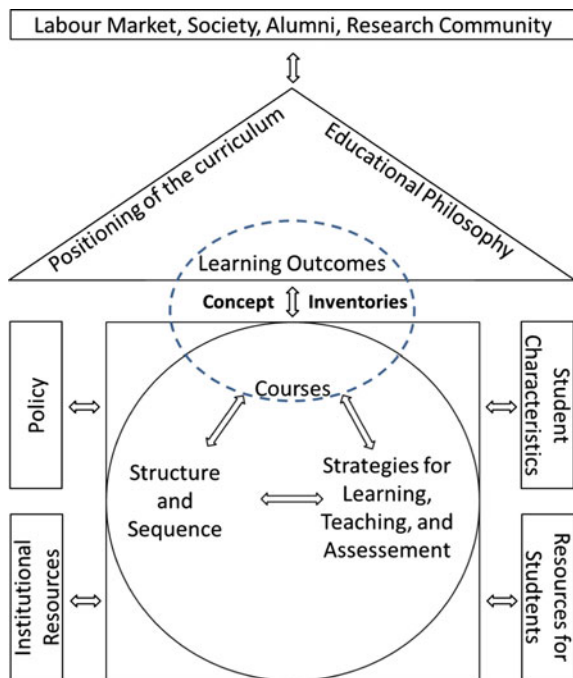 Labour Market, Society, Alumni, Research Community
Positioning of the curriculum
Educational Philosophy
Learning Outcomes
Concept Inventories
Policy
Student
Characteristics
Courses
Structure
and
Sequence
Strategies for
Learning,
Teaching, and
Assessement
Institutional
Resources
Resources for
Studtents